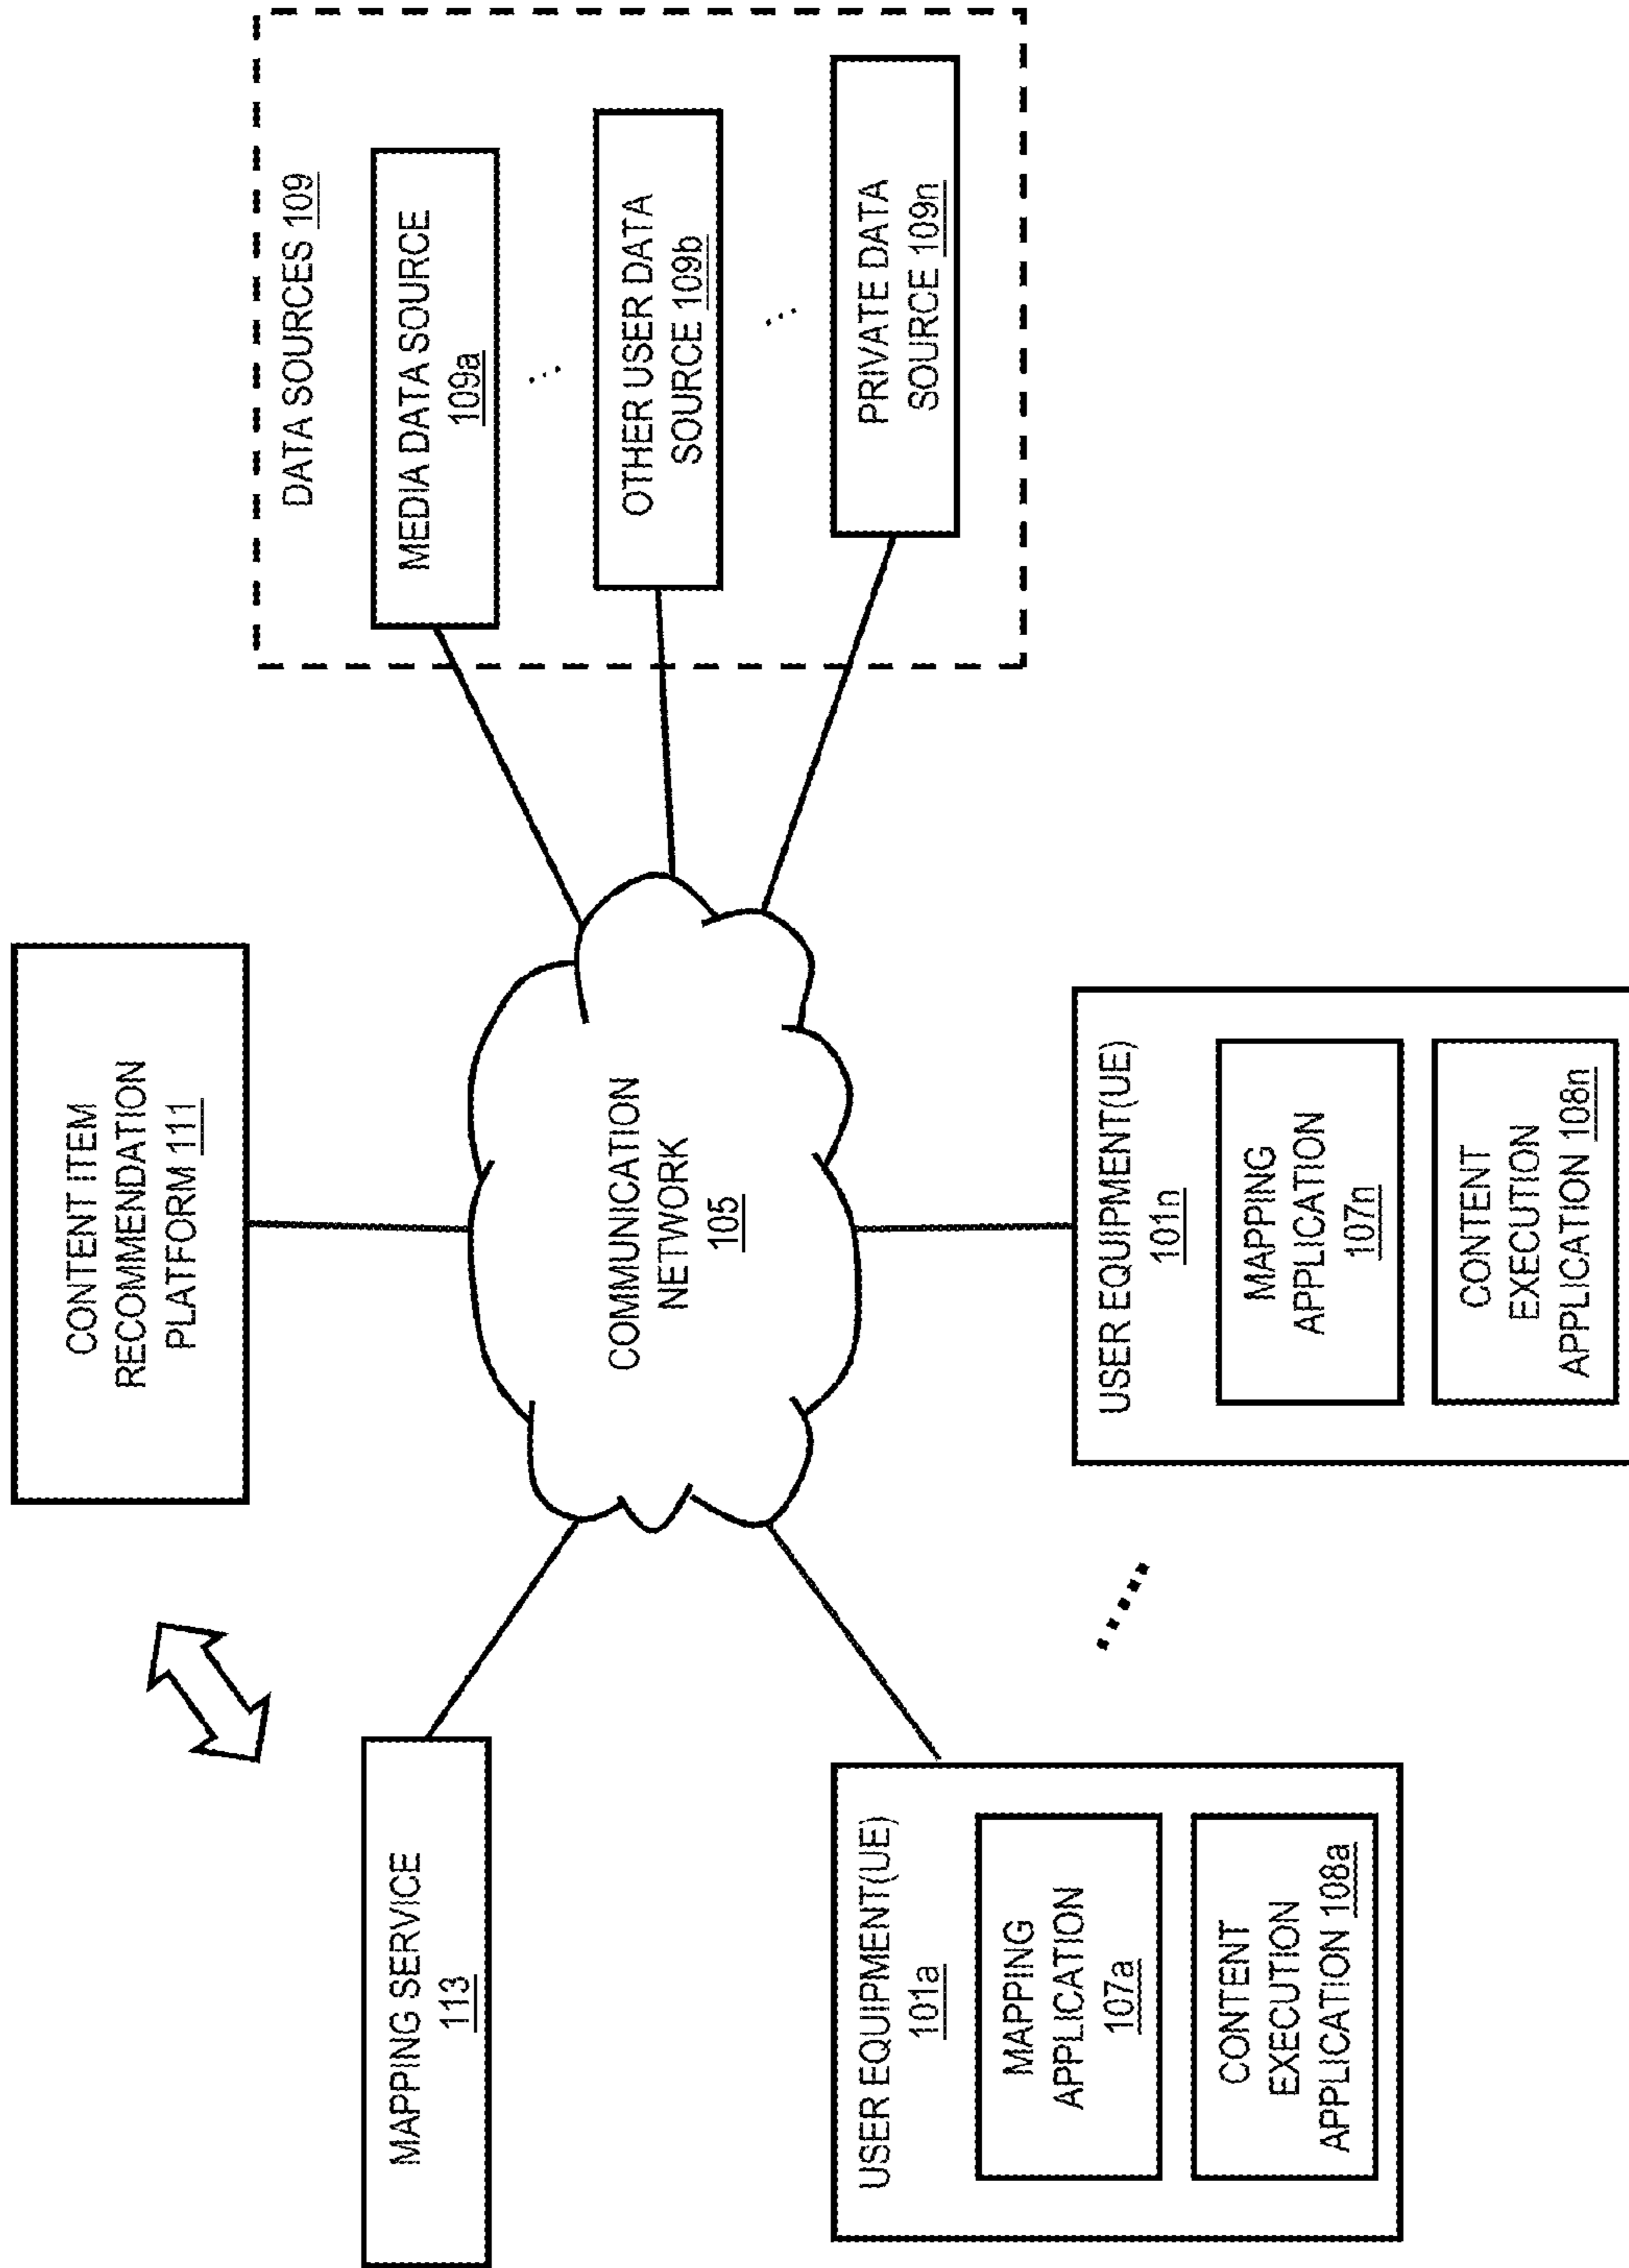 CONTENT ITEM
RECOMMENDATION
PLATFORM 111
MAPPING SERVICE
113
COMMUNICATION
NETWORK
105
DATA SOURCES 109
MEDIA DATA SOURCE
109a
OTHER USER DATA
SOURCE 109b
PRIVATE DATA
SOURCE 109n
USER EQUIPMENT(UE)
101a
MAPPING
APPLICATION
107a
CONTENT
EXECUTION
APPLICATION 108a
USER EQUIPMENT(UE)
101n
MAPPING
APPLICATION
107n
CONTENT
EXECUTION
APPLICATION 108n